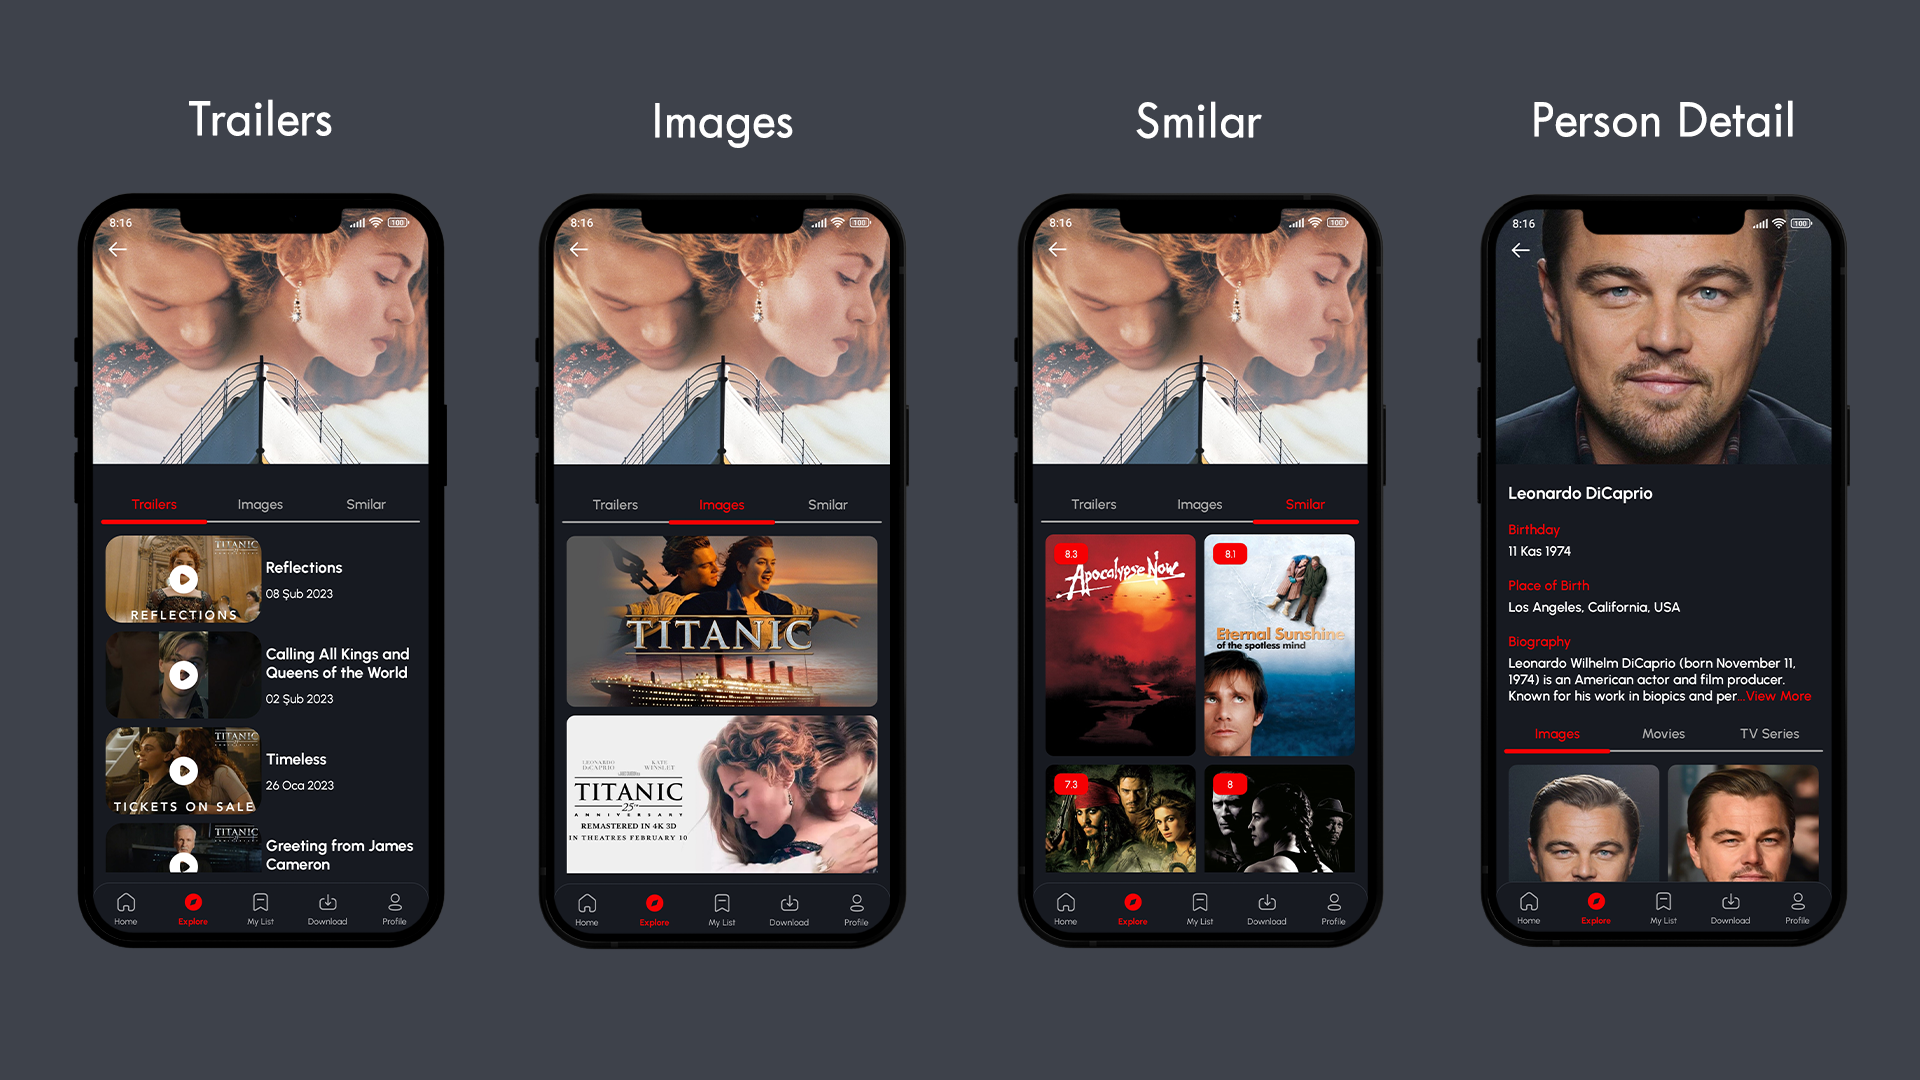 Trailers
Images
Smilar
Person Detail
8:16
100
Trailers
Images
Smilar
TITANIC
REFLECTIONS
Reflections
08 Şub 2023
Calling All Kings and
Queens of the World
02 Şub 2023
TITANIC
TICKETS ON SALE
Timeless
26 Oca 2023
TITANIC
Greeting from James
Cameron
Home
Explore
My List
Download
Profile
8:16
100
Trailers
Images
Smilar
TITANIC
LEONARDO
DiCAPRIO
KATE
WINSLET
TITANIC
25
ANNIVERSARY
REMASTERED IN 4K 3D
IN THEATRES FEBRUARY 10
Home
Explore
My List
Download
Profile
8:16
100
Trailers
Images
Smilar
8.3
Apocalypse Now
8.1
Eternal Sunshine
of the spotless mind
7.3
8
Home
Explore
My List
Download
Profile
8:16
100
Leonardo DiCaprio
Birthday
11 Kas 1974
Place of Birth
Los Angeles, California, USA
Biography
Leonardo Wilhelm DiCaprio (born November 11,
1974) is an American actor and film producer.
Known for his work in biopics and per...View More
Images
Movies
TV Series
Home
Explore
My List
Download
Profile